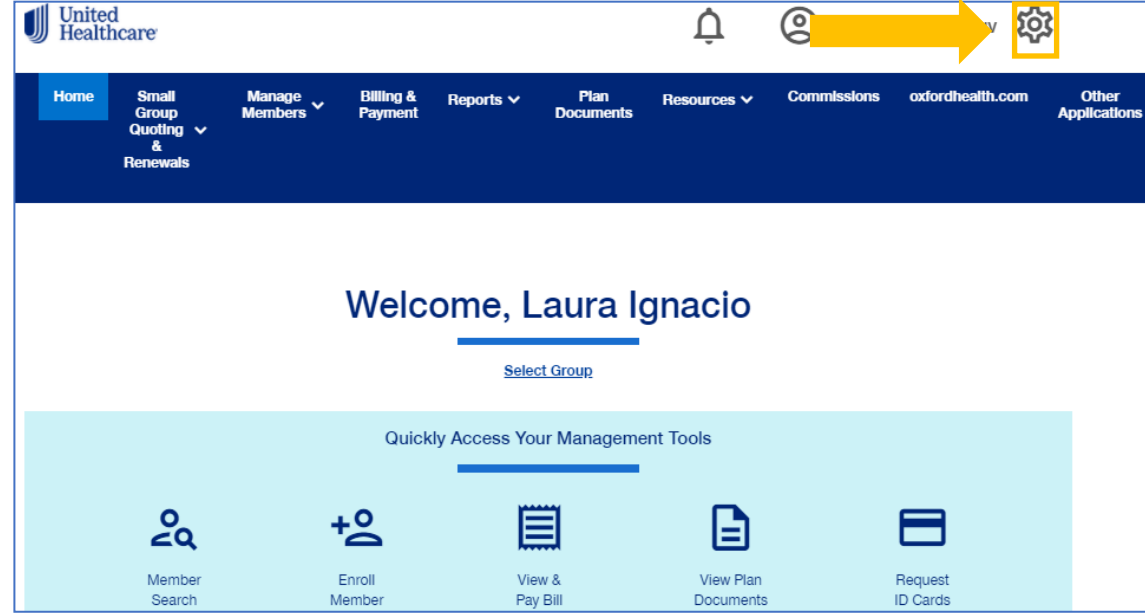 United
Healthcare
Home
Small
Group
Quoting
&
Renewals
Manage
Members
Billing &
Payment
Reports
Plan
Documents
Resources
Commissions
oxfordhealth.com
Other
Applications
Welcome, Laura Ignacio
Select Group
Quickly Access Your Management Tools
Member
Search
Enroll
Member
View &
Pay Bill
View Plan
Documents
Request
ID Cards